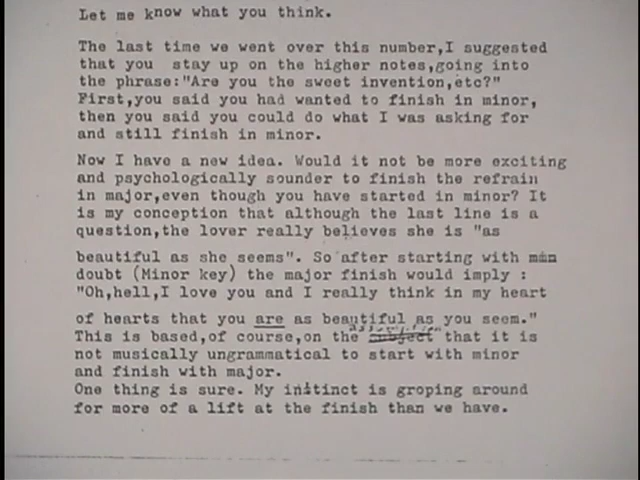 Let me know what you think.
The last time we went over this number,I suggested
that you stay up on the higher notes,going into
the phrase:"Are you the sweet invention,etc?"
First,you said you had wanted to finish in minor,
then you said you could do what I was asking for
and still finish in minor.
Now I have a new idea. Would it not be more exciting
and psychologically sounder to finish the refrain
in major,even though you have started in minor? It
is my conception that although the last line is a
question,the lover really believes she is "as
beautiful as she seems". So after starting with
doubt (Minor key) the major finish would imply :
"Oh,hell,I love you and I really think in my heart
of hearts that you are as beautiful as you seem."
This is based,of course,on the assumption that it is
not musically ungrammatical to start with minor
and finish with major.
One thing is sure. My instinct is groping around
for more of a lift at the finish than we have.